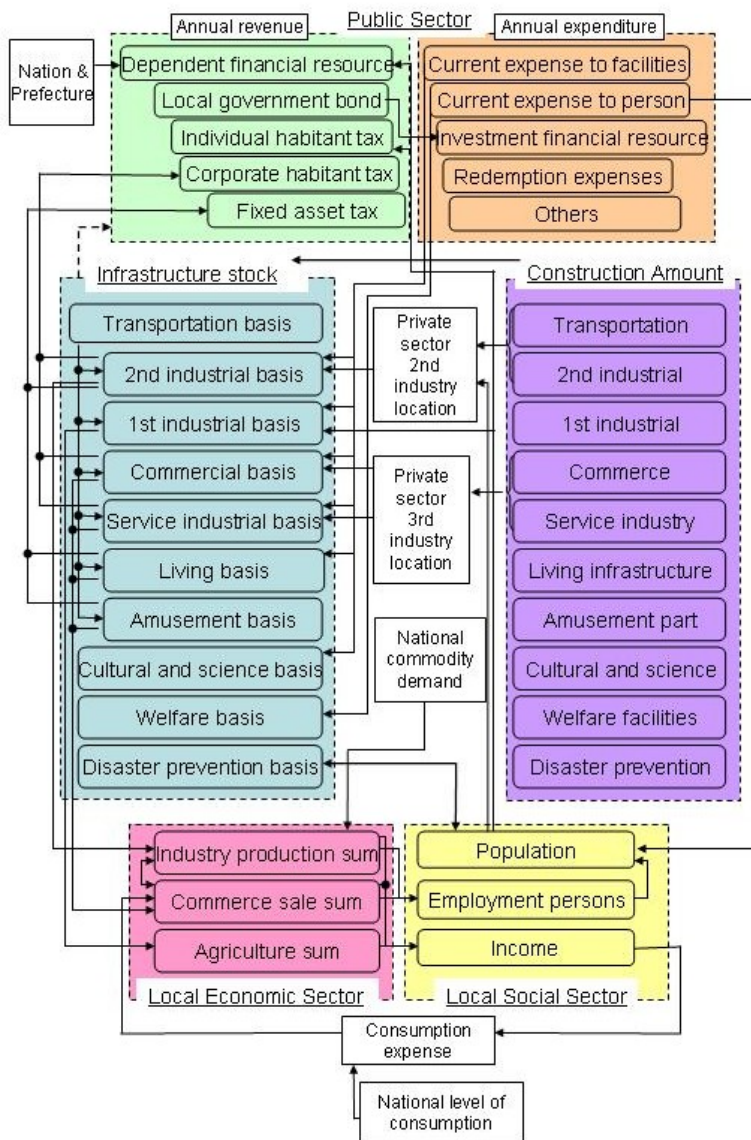 Public Sector
Annual revenue
Annual expenditure
Nation &
Prefecture
Dependent financial resource
Local government bond
Individual habitant tax
Corporate habitant tax
Fixed asset tax
Current expense to facilities
Current expense to person
Investment financial resource
Redemption expenses
Others
Infrastructure stock
Transportation basis
2nd industrial basis
1st industrial basis
Commercial basis
Service industrial basis
Living basis
Amusement basis
Cultural and science basis
Welfare basis
Disaster prevention basis
Private
sector
2nd
industry
location
Private
sector
3rd
industry
location
National
commodity
demand
Construction Amount
Transportation
2nd industrial
1st industrial
Commerce
Service industry
Living infrastructure
Amusement part
Cultural and science
Welfare facilities
Disaster prevention
Industry production sum
Commerce sale sum
Agriculture sum
Local Economic Sector
Population
Employment persons
Income
Local Social Sector
Consumption
expense
National level of
consumption